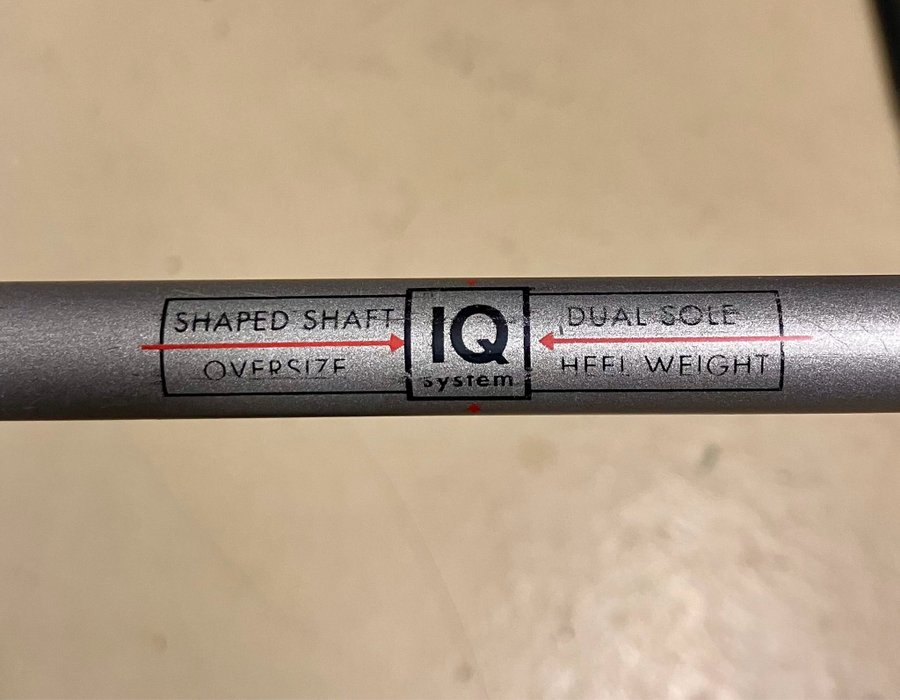 SHAPED SHAFT
OVERSIZE
IQ
system
DUAL SOLE
HEEL WEIGHT